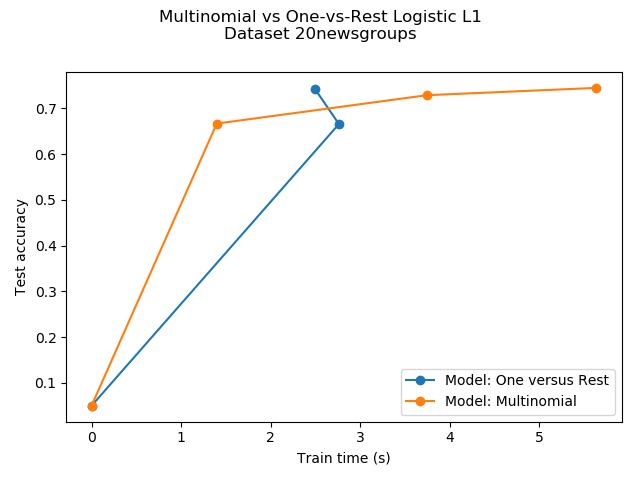 Multinomial vs One-vs-Rest Logistic L1
Dataset 20newsgroups
0.7
0.6
0.5
0.4
0.3
0.2
0.1
Test accuracy
Model: One versus Rest
Model: Multinomial
0 1 2 3 4 5
Train time (s)